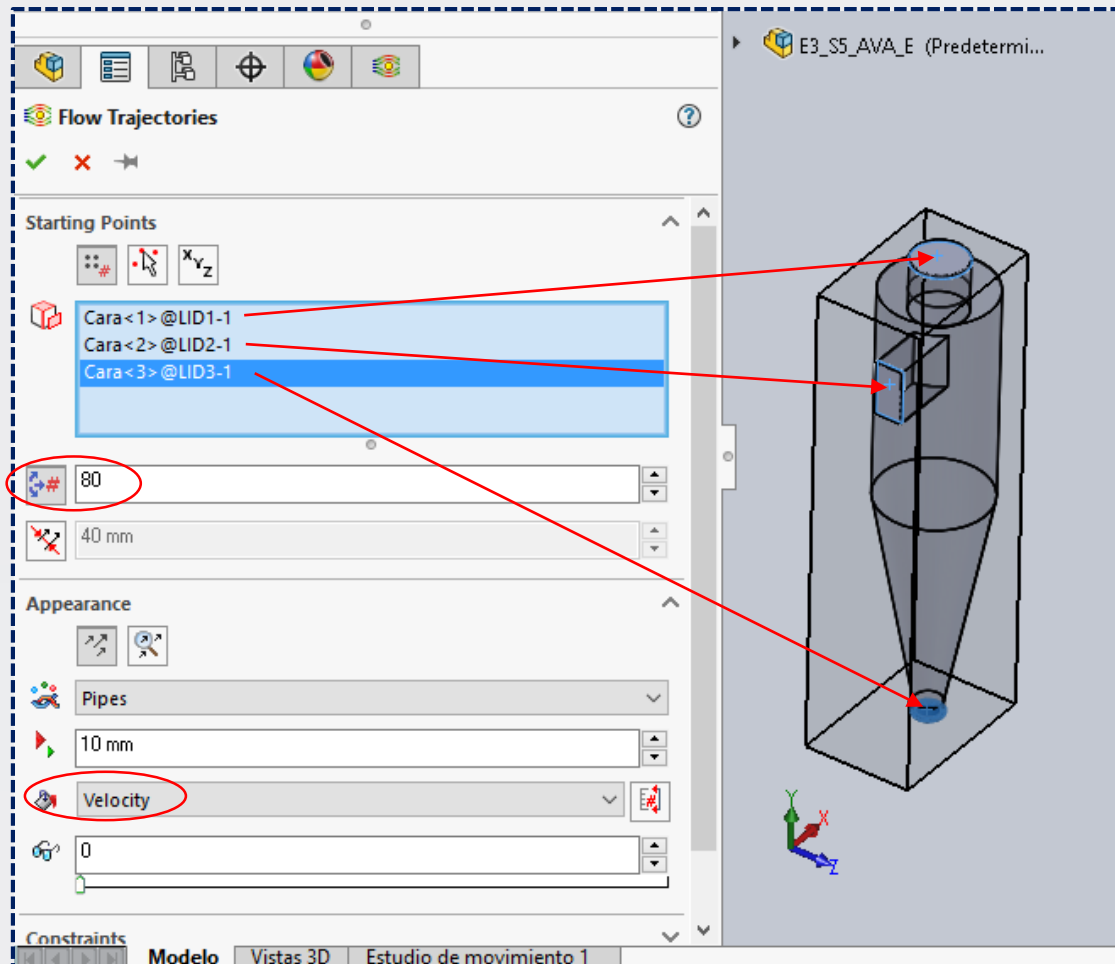 E3_S5_AVA_E (Predetermi...
Flow Trajectories
Starting Points
X Y Z
Cara<1>@LID1-1
Cara<2>@LID2-1
Cara<3>@LID3-1
80
40 mm
Appearance
Pipes
10 mm
Velocity
0
Constraints
Y
X
Z
Modelo Vistas 3D Estudio de movimiento 1